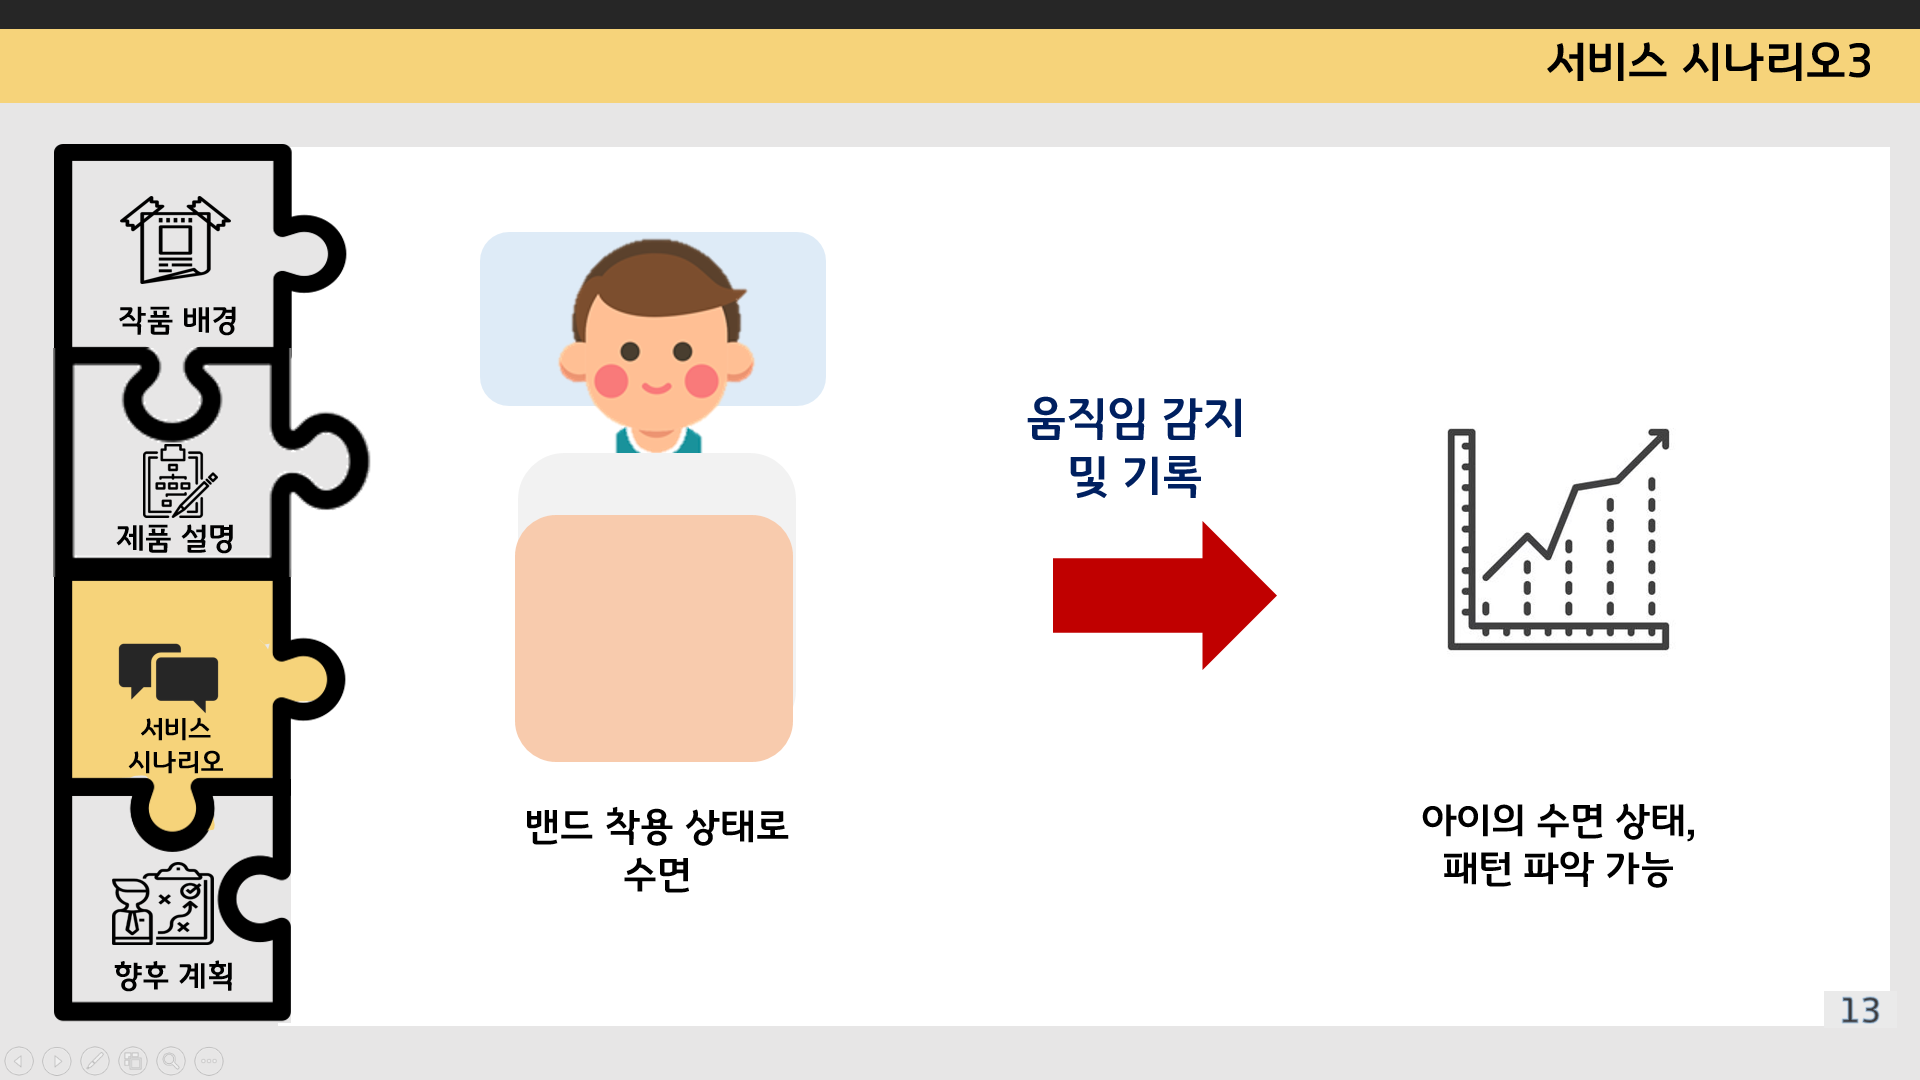 서비스 시나리오3
작품 배경
제품 설명
서비스
시나리오
향후 계획
움직임 감지
및 기록
밴드 착용 상태로
수면
아이의 수면 상태,
패턴 파악 가능
13